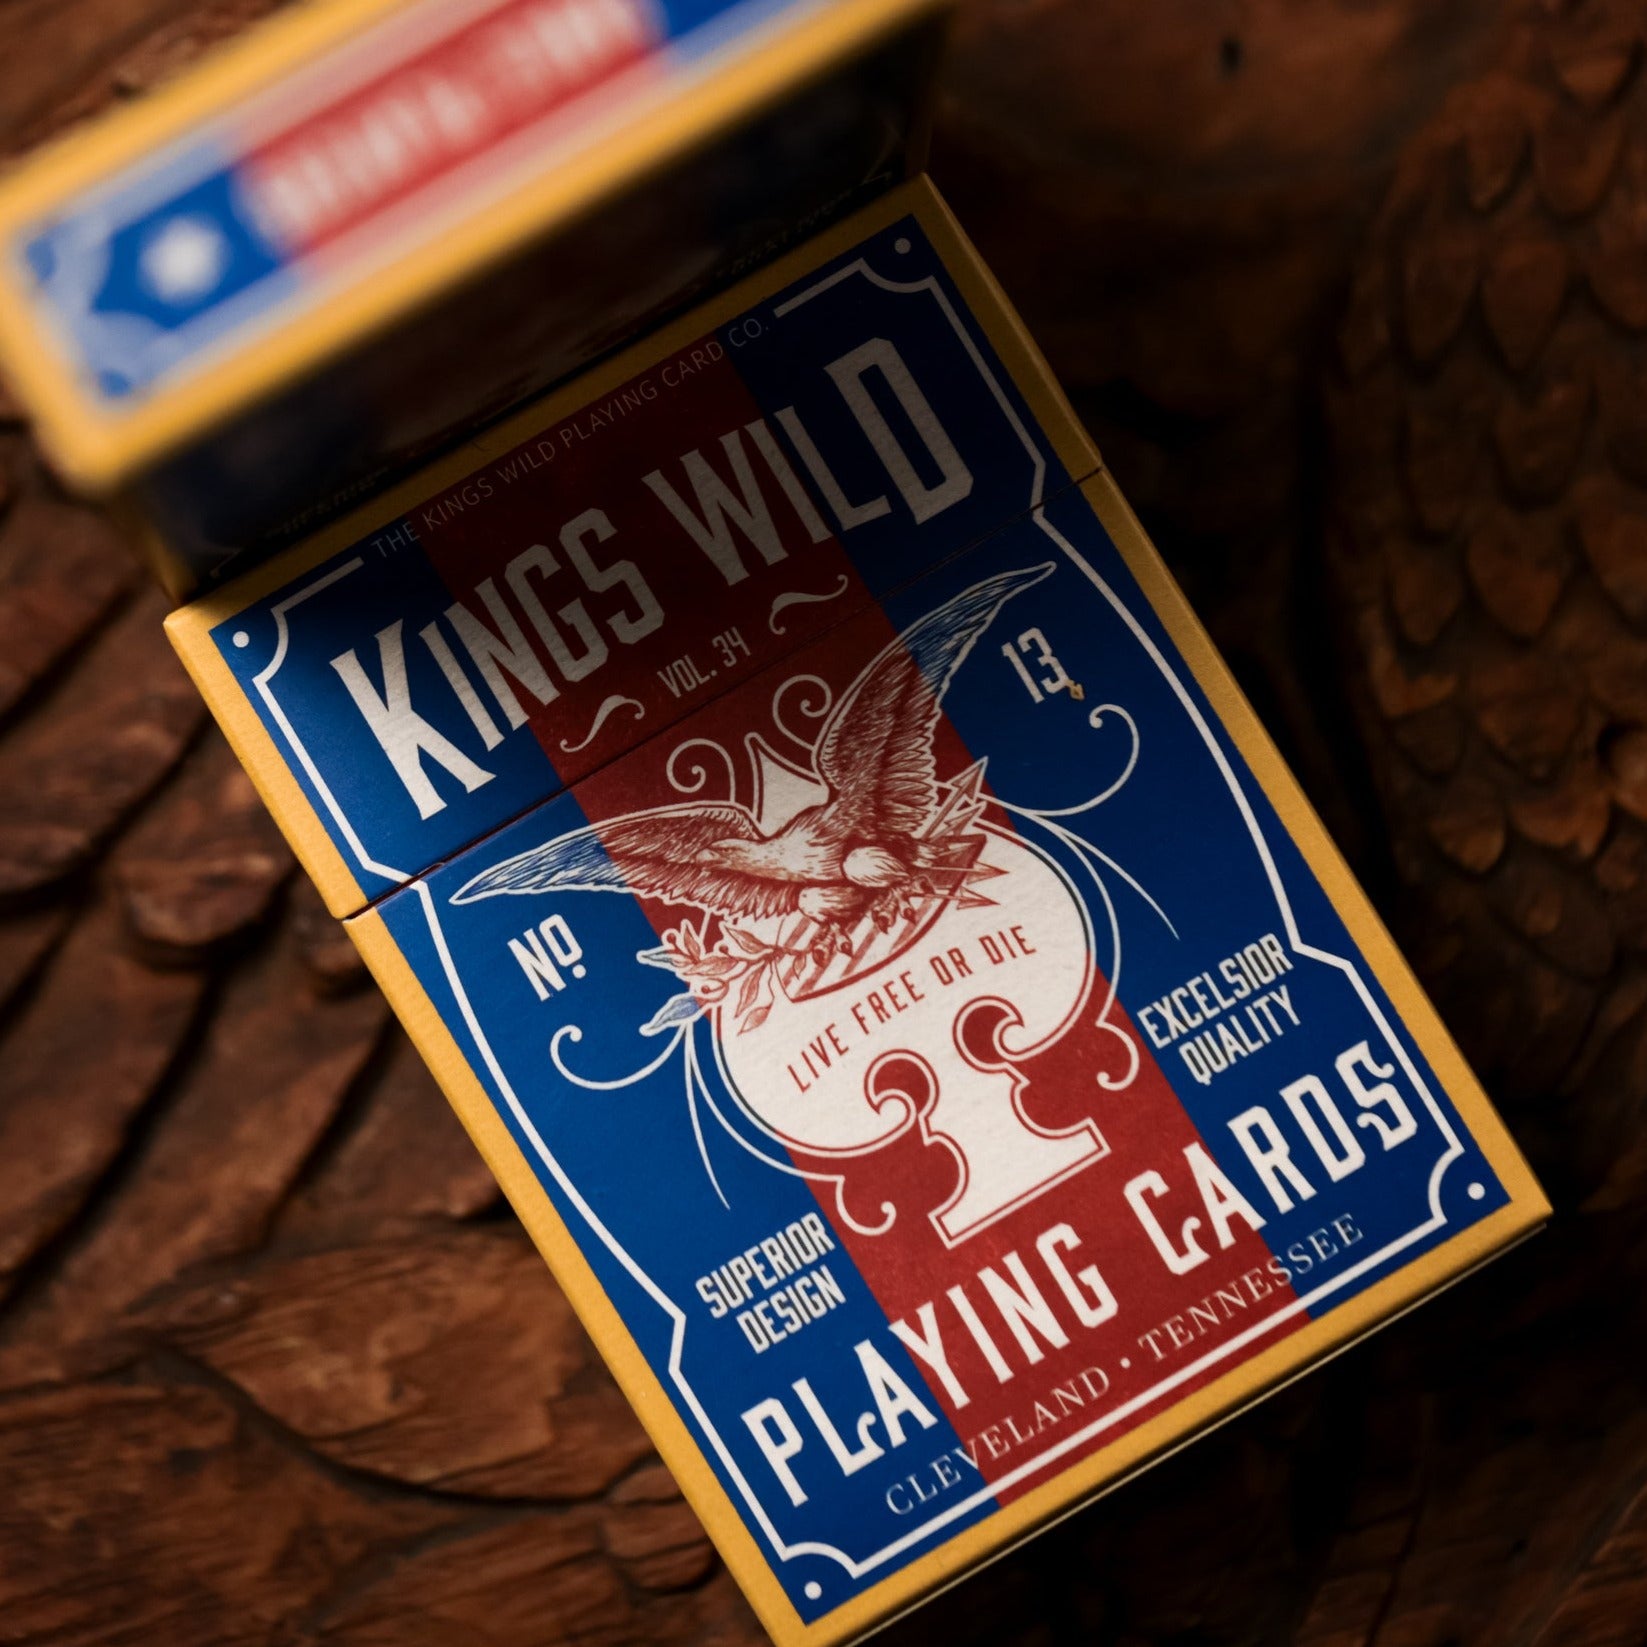 THE KINGS WILD PLAYING CARD CO.
KINGS WILD
VOL. 34
No.
13
LIVE FREE OR DIE
EXCELSIOR
QUALITY
SUPERIOR
DESIGN
PLAYING CARDS
CLEVELAND • TENNESSEE